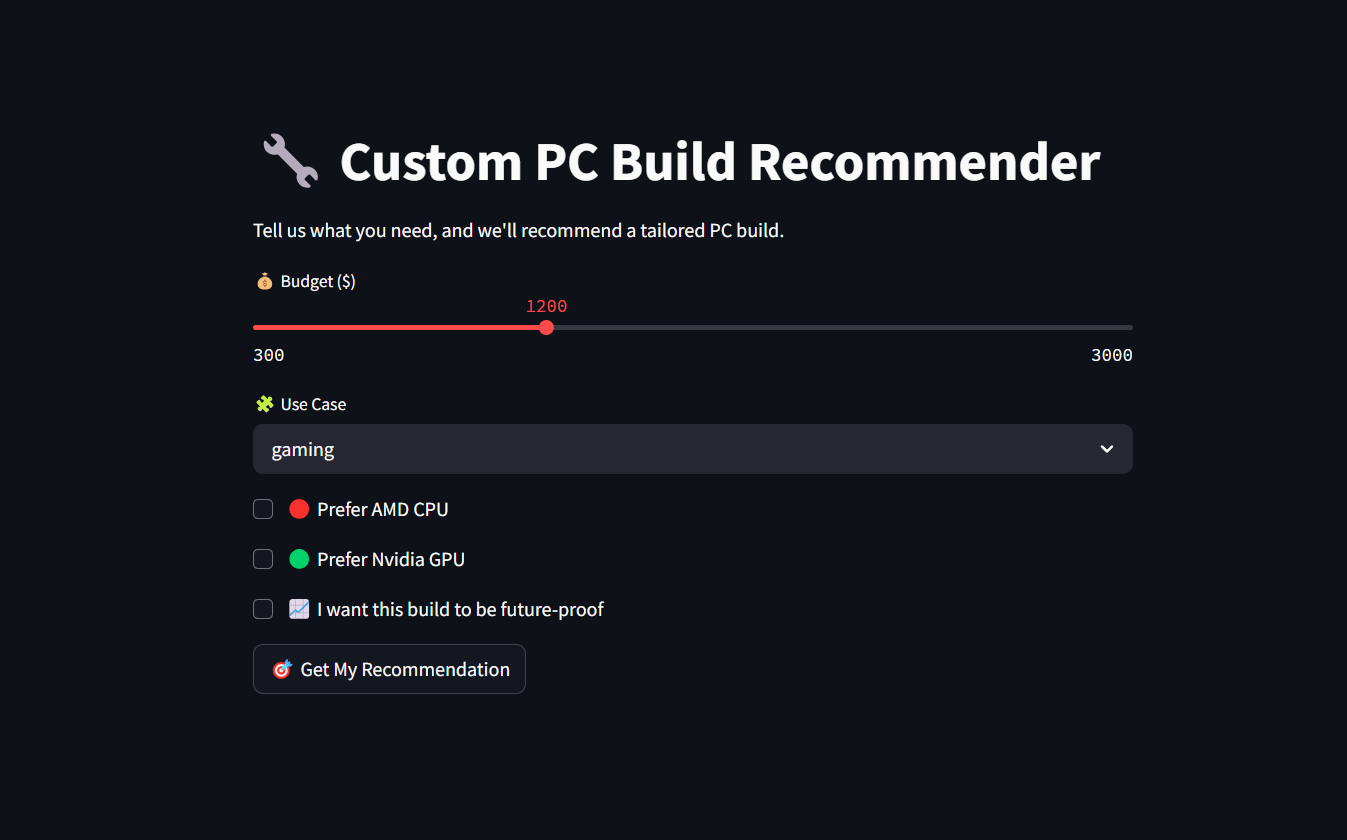 Custom PC Build Recommender
Tell us what you need, and we'll recommend a tailored PC build.
Budget ($)
1200
300 3000
Use Case
gaming
Prefer AMD CPU
Prefer Nvidia GPU
I want this build to be future-proof
Get My Recommendation